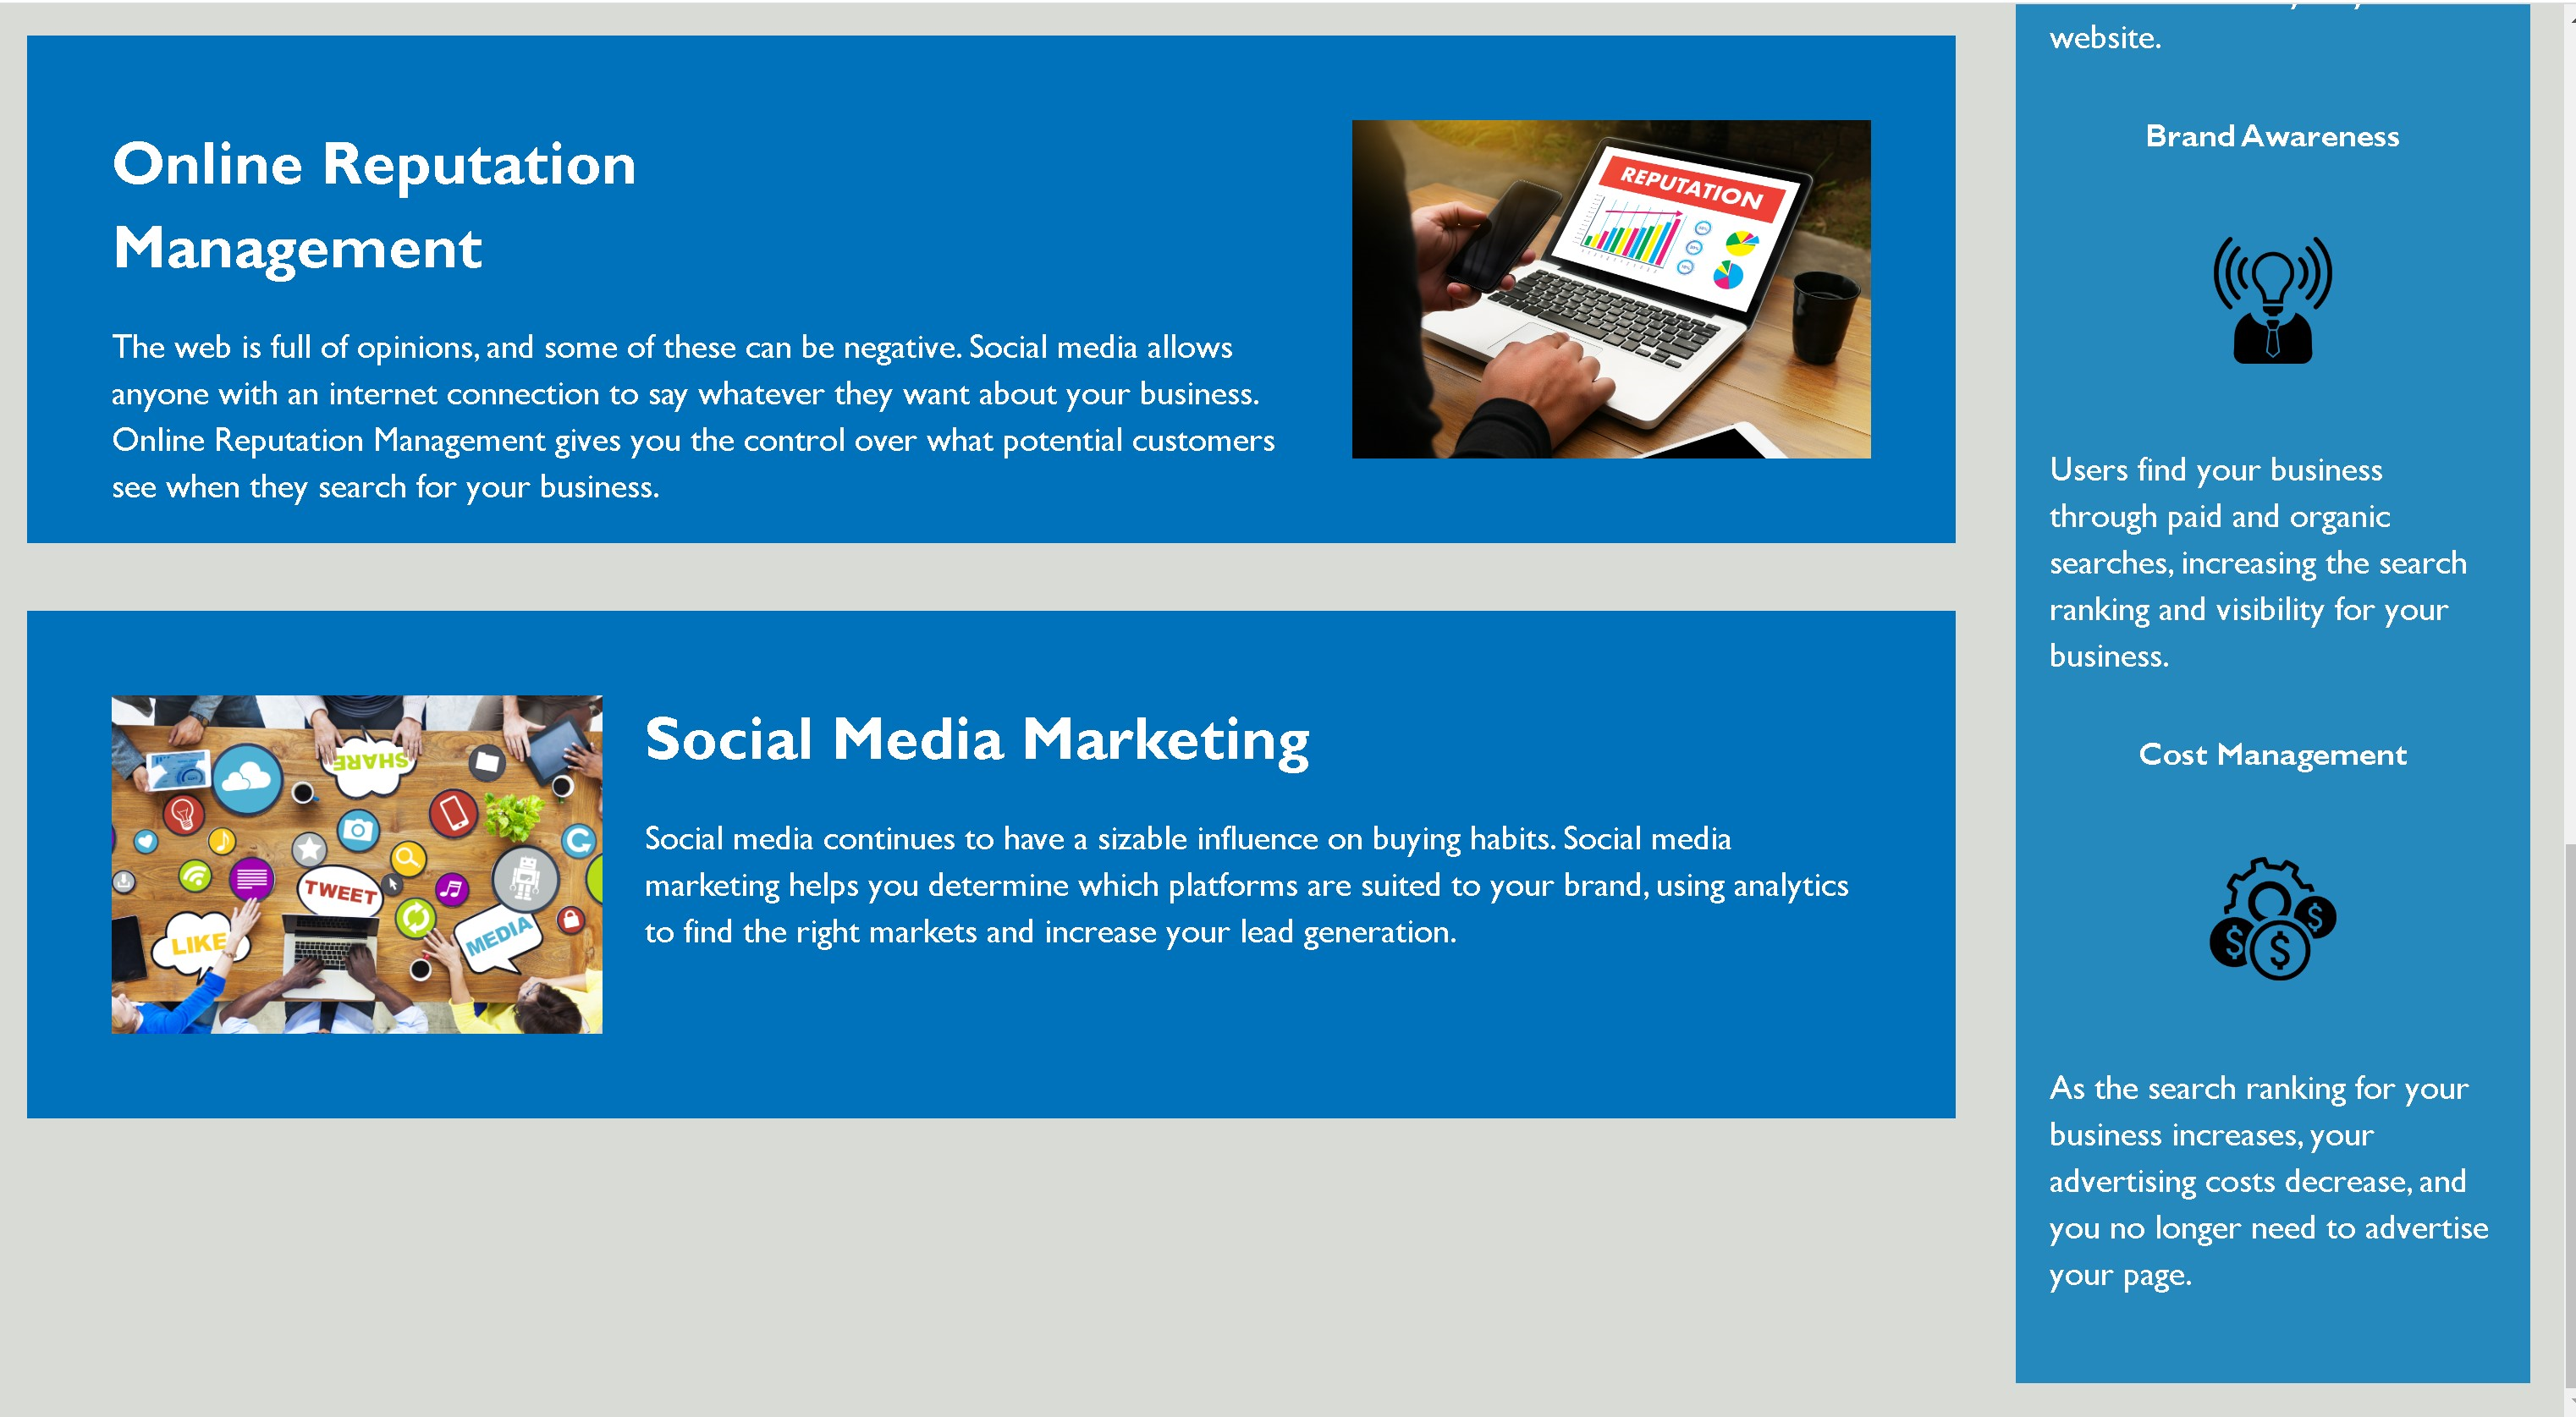 Online Reputation
Management
The web is full of opinions, and some of these can be negative. Social media allows
anyone with an internet connection to say whatever they want about your business.
Online Reputation Management gives you the control over what potential customers
see when they search for your business.
REPUTATION
SHARE
TWEET
LIKE
MEDIA
Social Media Marketing
Social media continues to have a sizable influence on buying habits. Social media
marketing helps you determine which platforms are suited to your brand, using analytics
to find the right markets and increase your lead generation.
website.
Brand Awareness
Users find your business
through paid and organic
searches, increasing the search
ranking and visibility for your
business.
Cost Management
$ $ $
As the search ranking for your
business increases, your
advertising costs decrease, and
you no longer need to advertise
your page.